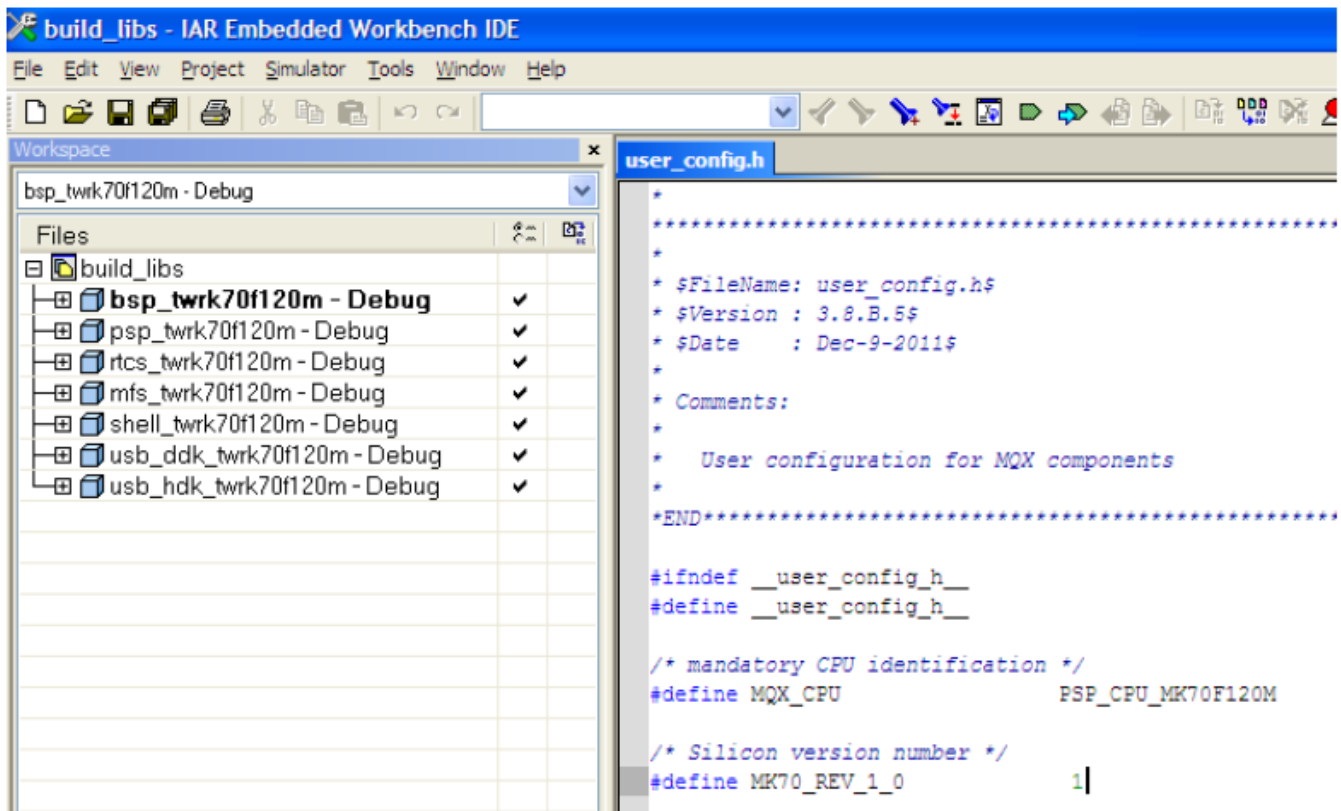 build_libs - IAR Embedded Workbench IDE
File Edit View Project Simulator Tools Window Help
Workspace
bsp_twrk70f120m - Debug
Files
build_libs
bsp_twrk70f120m - Debug
psp_twrk70f120m - Debug
rtcs_twrk70f120m - Debug
mfs_twrk70f120m - Debug
shell_twrk70f120m - Debug
usb_ddk_twrk70f120m - Debug
usb_hdk_twrk70f120m - Debug
user_config.h
*
******************************************************
*
* $FileName: user_config.h$
* $Version : 3.8.B.5$
* $Date    : Dec-9-2011$
*
* Comments:
*
*   User configuration for MQX components
*
*END**************************************************
#ifndef __user_config_h__
#define __user_config_h__
/* mandatory CPU identification */
#define MQX_CPU                 PSP_CPU_MK70F120M
/* Silicon version number */
#define MK70_REV_1_0             1